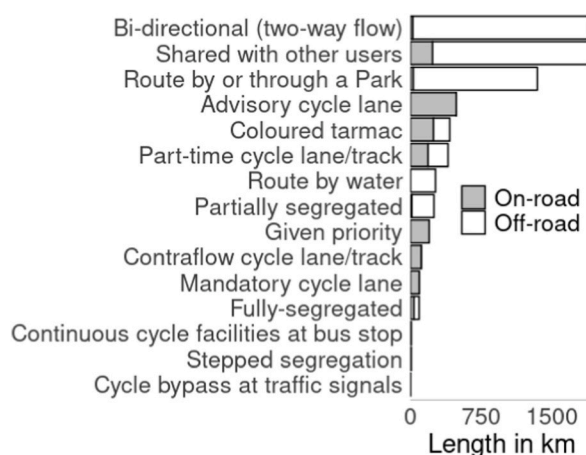 Bi-directional (two-way flow)
Shared with other users
Route by or through a Park
Advisory cycle lane
Coloured tarmac
Part-time cycle lane/track
Route by water
Partially segregated
Given priority
Contraflow cycle lane/track
Mandatory cycle lane
Fully-segregated
Continuous cycle facilities at bus stop
Stepped segregation
Cycle bypass at traffic signals
On-road
Off-road
0 750 1500
Length in km